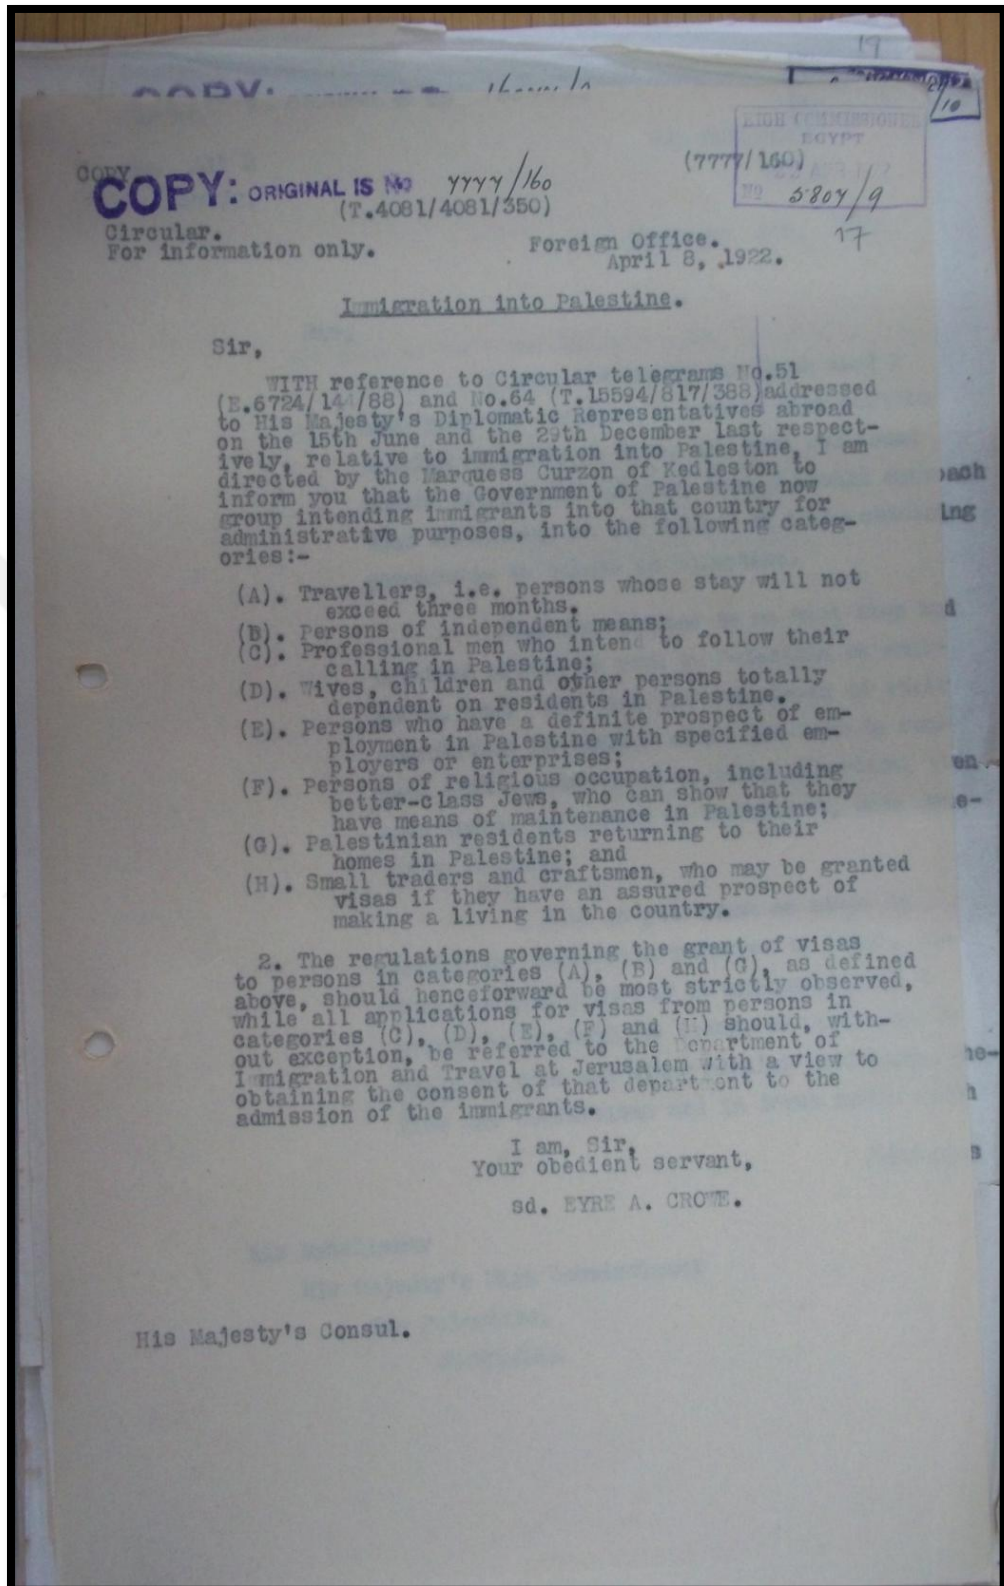 19
COPY:
10
HIGH COMMISSIONER
EGYPT
No 5804/9
(7777/160)
COPY
COPY: ORIGINAL IS No 7777/160
(T.4081/4081/350)
17
Circular.
For information only.
Foreign Office.
April 8, 1922.
Immigration into Palestine.
Sir,
WITH reference to Circular telegrams No.51
(E.6724/144/88) and No.64 (T.15594/817/388)addressed
to His Majesty's Diplomatic Representatives abroad
on the 15th June and the 29th December last respect-
ively, relative to immigration into Palestine, I am
directed by the Marquess Curzon of Kedleston to
inform you that the Government of Palestine now
group intending immigrants into that country for
administrative purposes, into the following categ-
ories:-
(A). Travellers, i.e. persons whose stay will not
exceed three months.
(B). Persons of independent means;
(C). Professional men who intend to follow their
calling in Palestine;
(D). Wives, children and other persons totally
dependent on residents in Palestine.
(E). Persons who have a definite prospect of em-
ployment in Palestine with specified em-
ployers or enterprises;
(F). Persons of religious occupation, including
better-class Jews, who can show that they
have means of maintenance in Palestine;
(G). Palestinian residents returning to their
homes in Palestine; and
(H). Small traders and craftsmen, who may be granted
visas if they have an assured prospect of
making a living in the country.
2. The regulations governing the grant of visas
to persons in categories (A), (B) and (G), as defined
above, should henceforward be most strictly observed,
while all applications for visas from persons in
categories (C), (D), (E), (F) and (H) should, with-
out exception, be referred to the Department of
Immigration and Travel at Jerusalem with a view to
obtaining the consent of that department to the
admission of the immigrants.
I am, Sir,
Your obedient servant,
sd. EYRE A. CROWE.
His Majesty's Consul.